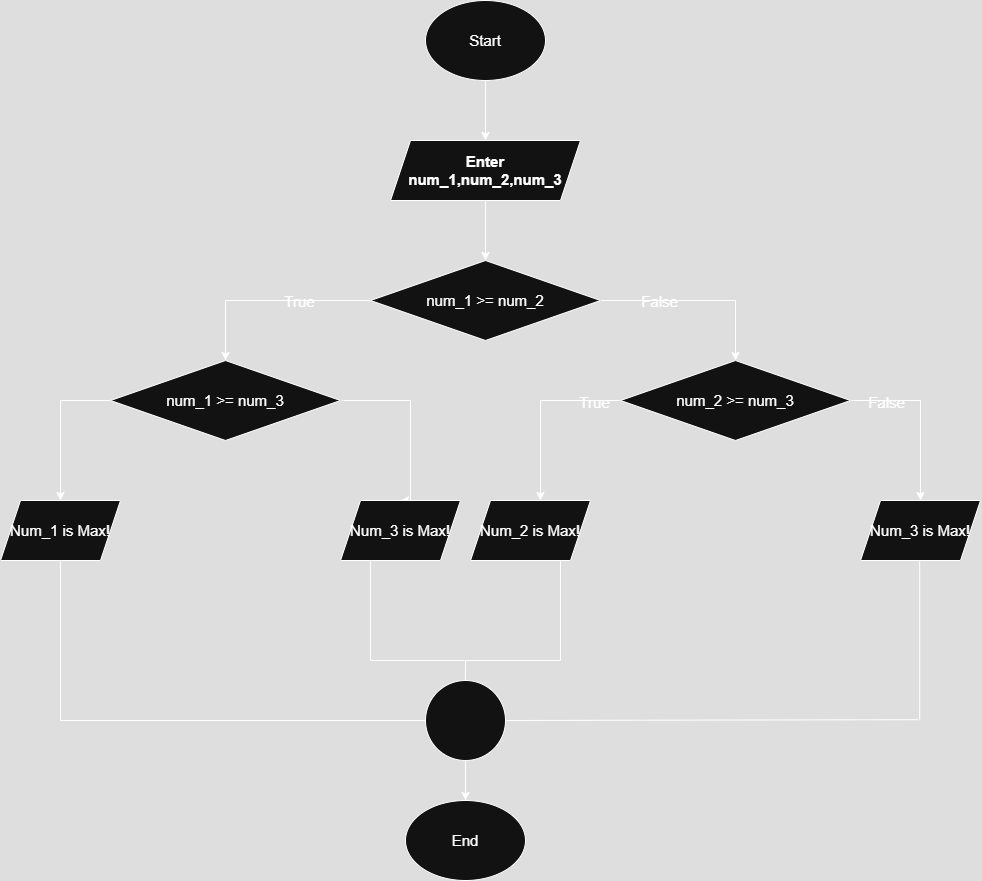 Start
Enter
num_1,num_2,num_3
num_1 >= num_2
True
False
num_1 >= num_3
num_2 >= num_3
True
False
Num_1 is Max!
Num_3 is Max!
Num_2 is Max!
Num_3 is Max!
End